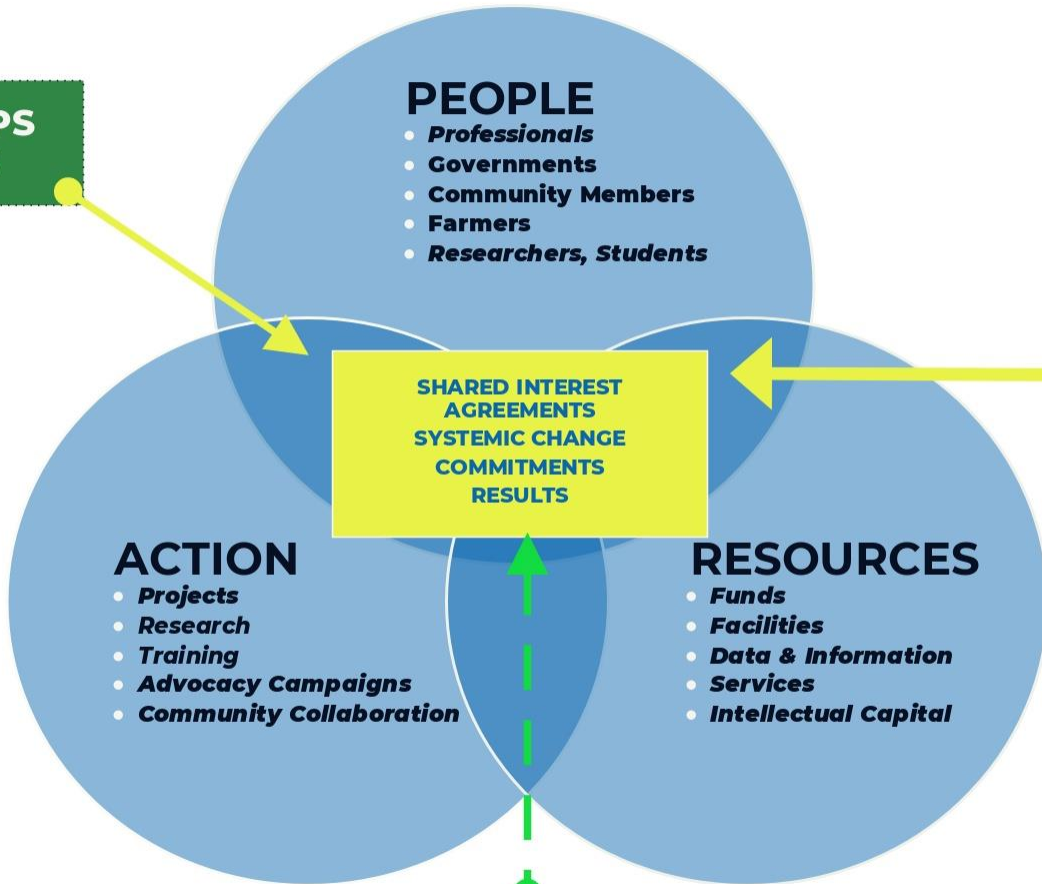 PS
PEOPLE
Professionals
Governments
Community Members
Farmers
Researchers, Students
SHARED INTEREST
AGREEMENTS
SYSTEMIC CHANGE
COMMITMENTS
RESULTS
ACTION
Projects
Research
Training
Advocacy Campaigns
Community Collaboration
RESOURCES
Funds
Facilities
Data & Information
Services
Intellectual Capital